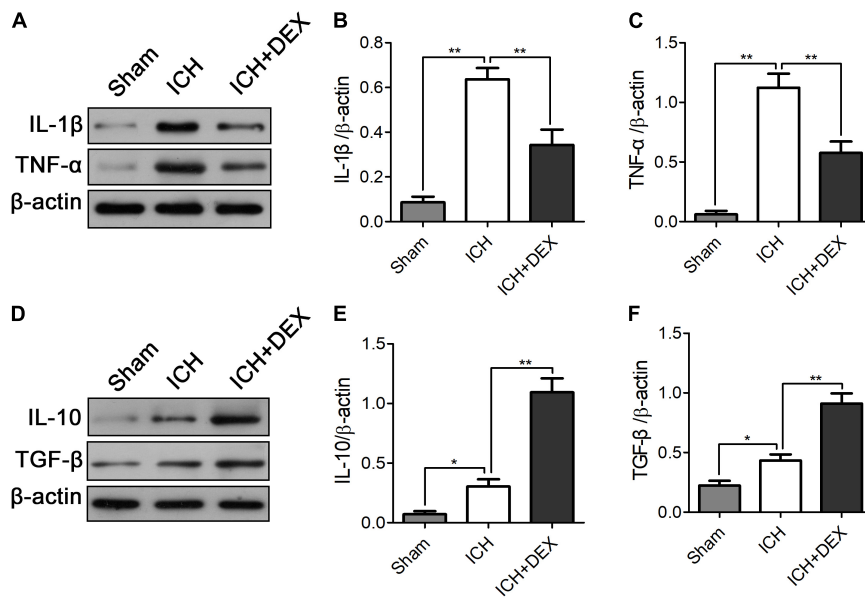 A
Sham
ICH
ICH+DEX
IL-1β
TNF-α
β-actin
B
IL-1β/β-actin
0.8
0.6
0.4
0.2
0.0
**
**
Sham
ICH
ICH+DEX
C
TNF-α/β-actin
1.5
1.0
0.5
0.0
**
**
Sham
ICH
ICH+DEX
D
Sham
ICH
ICH+DEX
IL-10
TGF-β
β-actin
E
IL-10/β-actin
1.5
1.0
0.5
0.0
*
**
Sham
ICH
ICH+DEX
F
TGF-β/β-actin
1.5
1.0
0.5
0.0
*
**
Sham
ICH
ICH+DEX